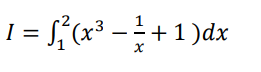 I = ∫₁²(x³ − 1/x + 1 )dx